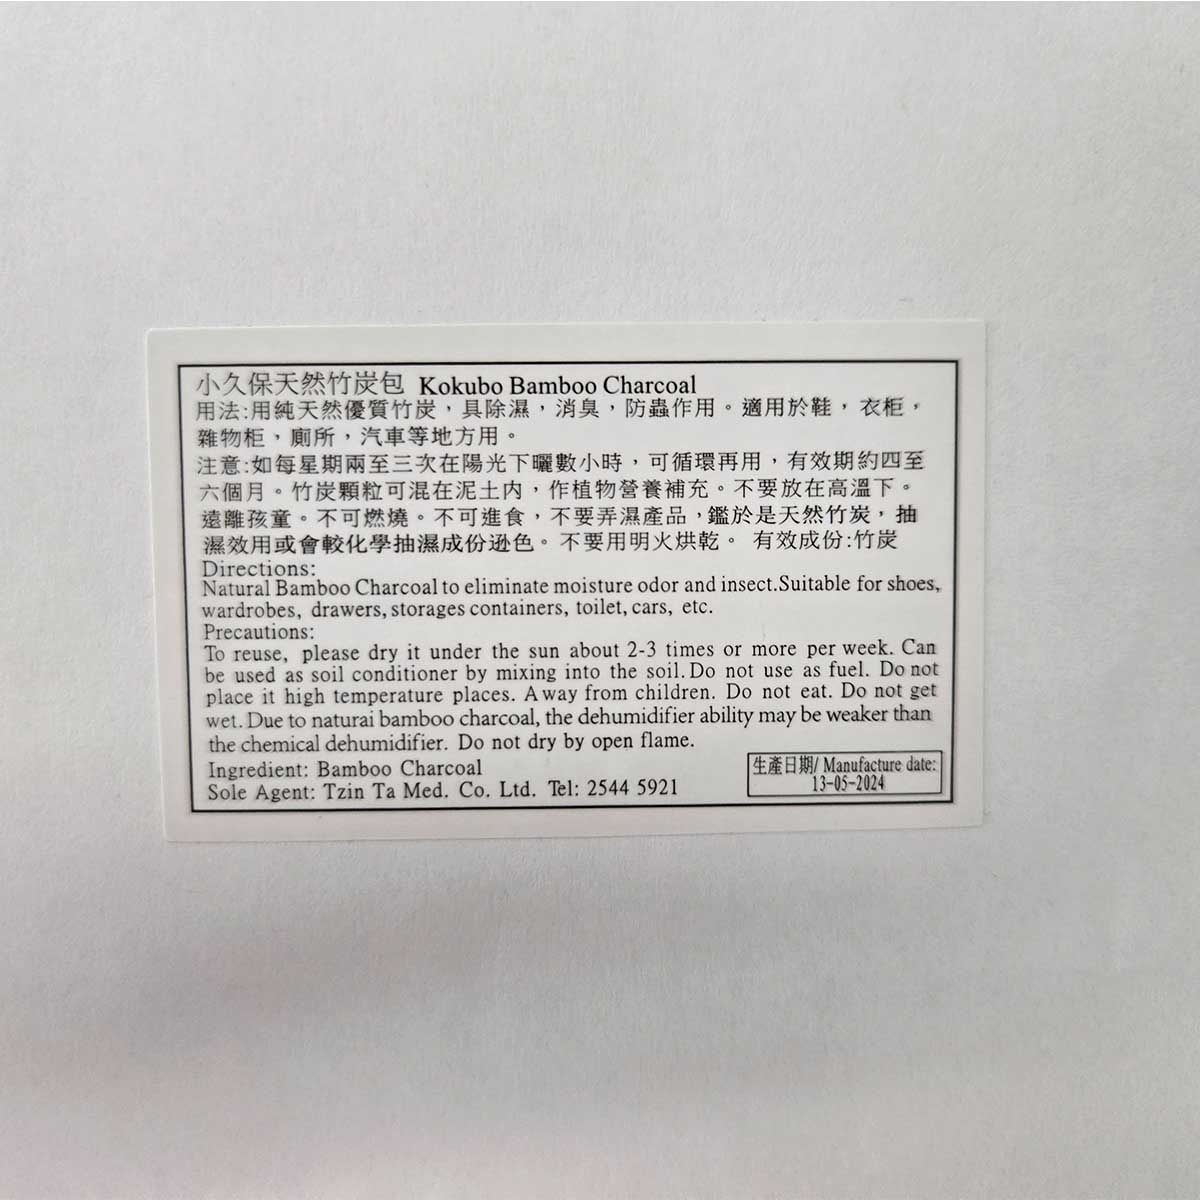 小久保天然竹炭包 Kokubo Bamboo Charcoal
用法:用純天然優質竹炭，具除濕，消臭，防蟲作用。適用於鞋，衣柜，
雜物柜，廁所，汽車等地方用。
注意:如每星期兩至三次在陽光下曬數小時，可循環再用，有效期約四至
六個月。竹炭顆粒可混在泥土內，作植物營養補充。不要放在高溫下。
遠離孩童。不可燃燒。不可進食，不要弄濕產品，鑑於是天然竹炭，抽
濕效用或會較化學抽濕成份逊色。不要用明火烘乾。 有效成份:竹炭
Directions:
Natural Bamboo Charcoal to eliminate moisture odor and insect.Suitable for shoes,
wardrobes, drawers, storages containers, toilet, cars, etc.
Precautions:
To reuse, please dry it under the sun about 2-3 times or more per week. Can
be used as soil conditioner by mixing into the soil. Do not use as fuel. Do not
place it high temperature places. Away from children. Do not eat. Do not get
wet. Due to naturai bamboo charcoal, the dehumidifier ability may be weaker than
the chemical dehumidifier. Do not dry by open flame.
Ingredient: Bamboo Charcoal
Sole Agent: Tzin Ta Med. Co. Ltd. Tel: 2544 5921
生產日期/ Manufacture date:
13-05-2024